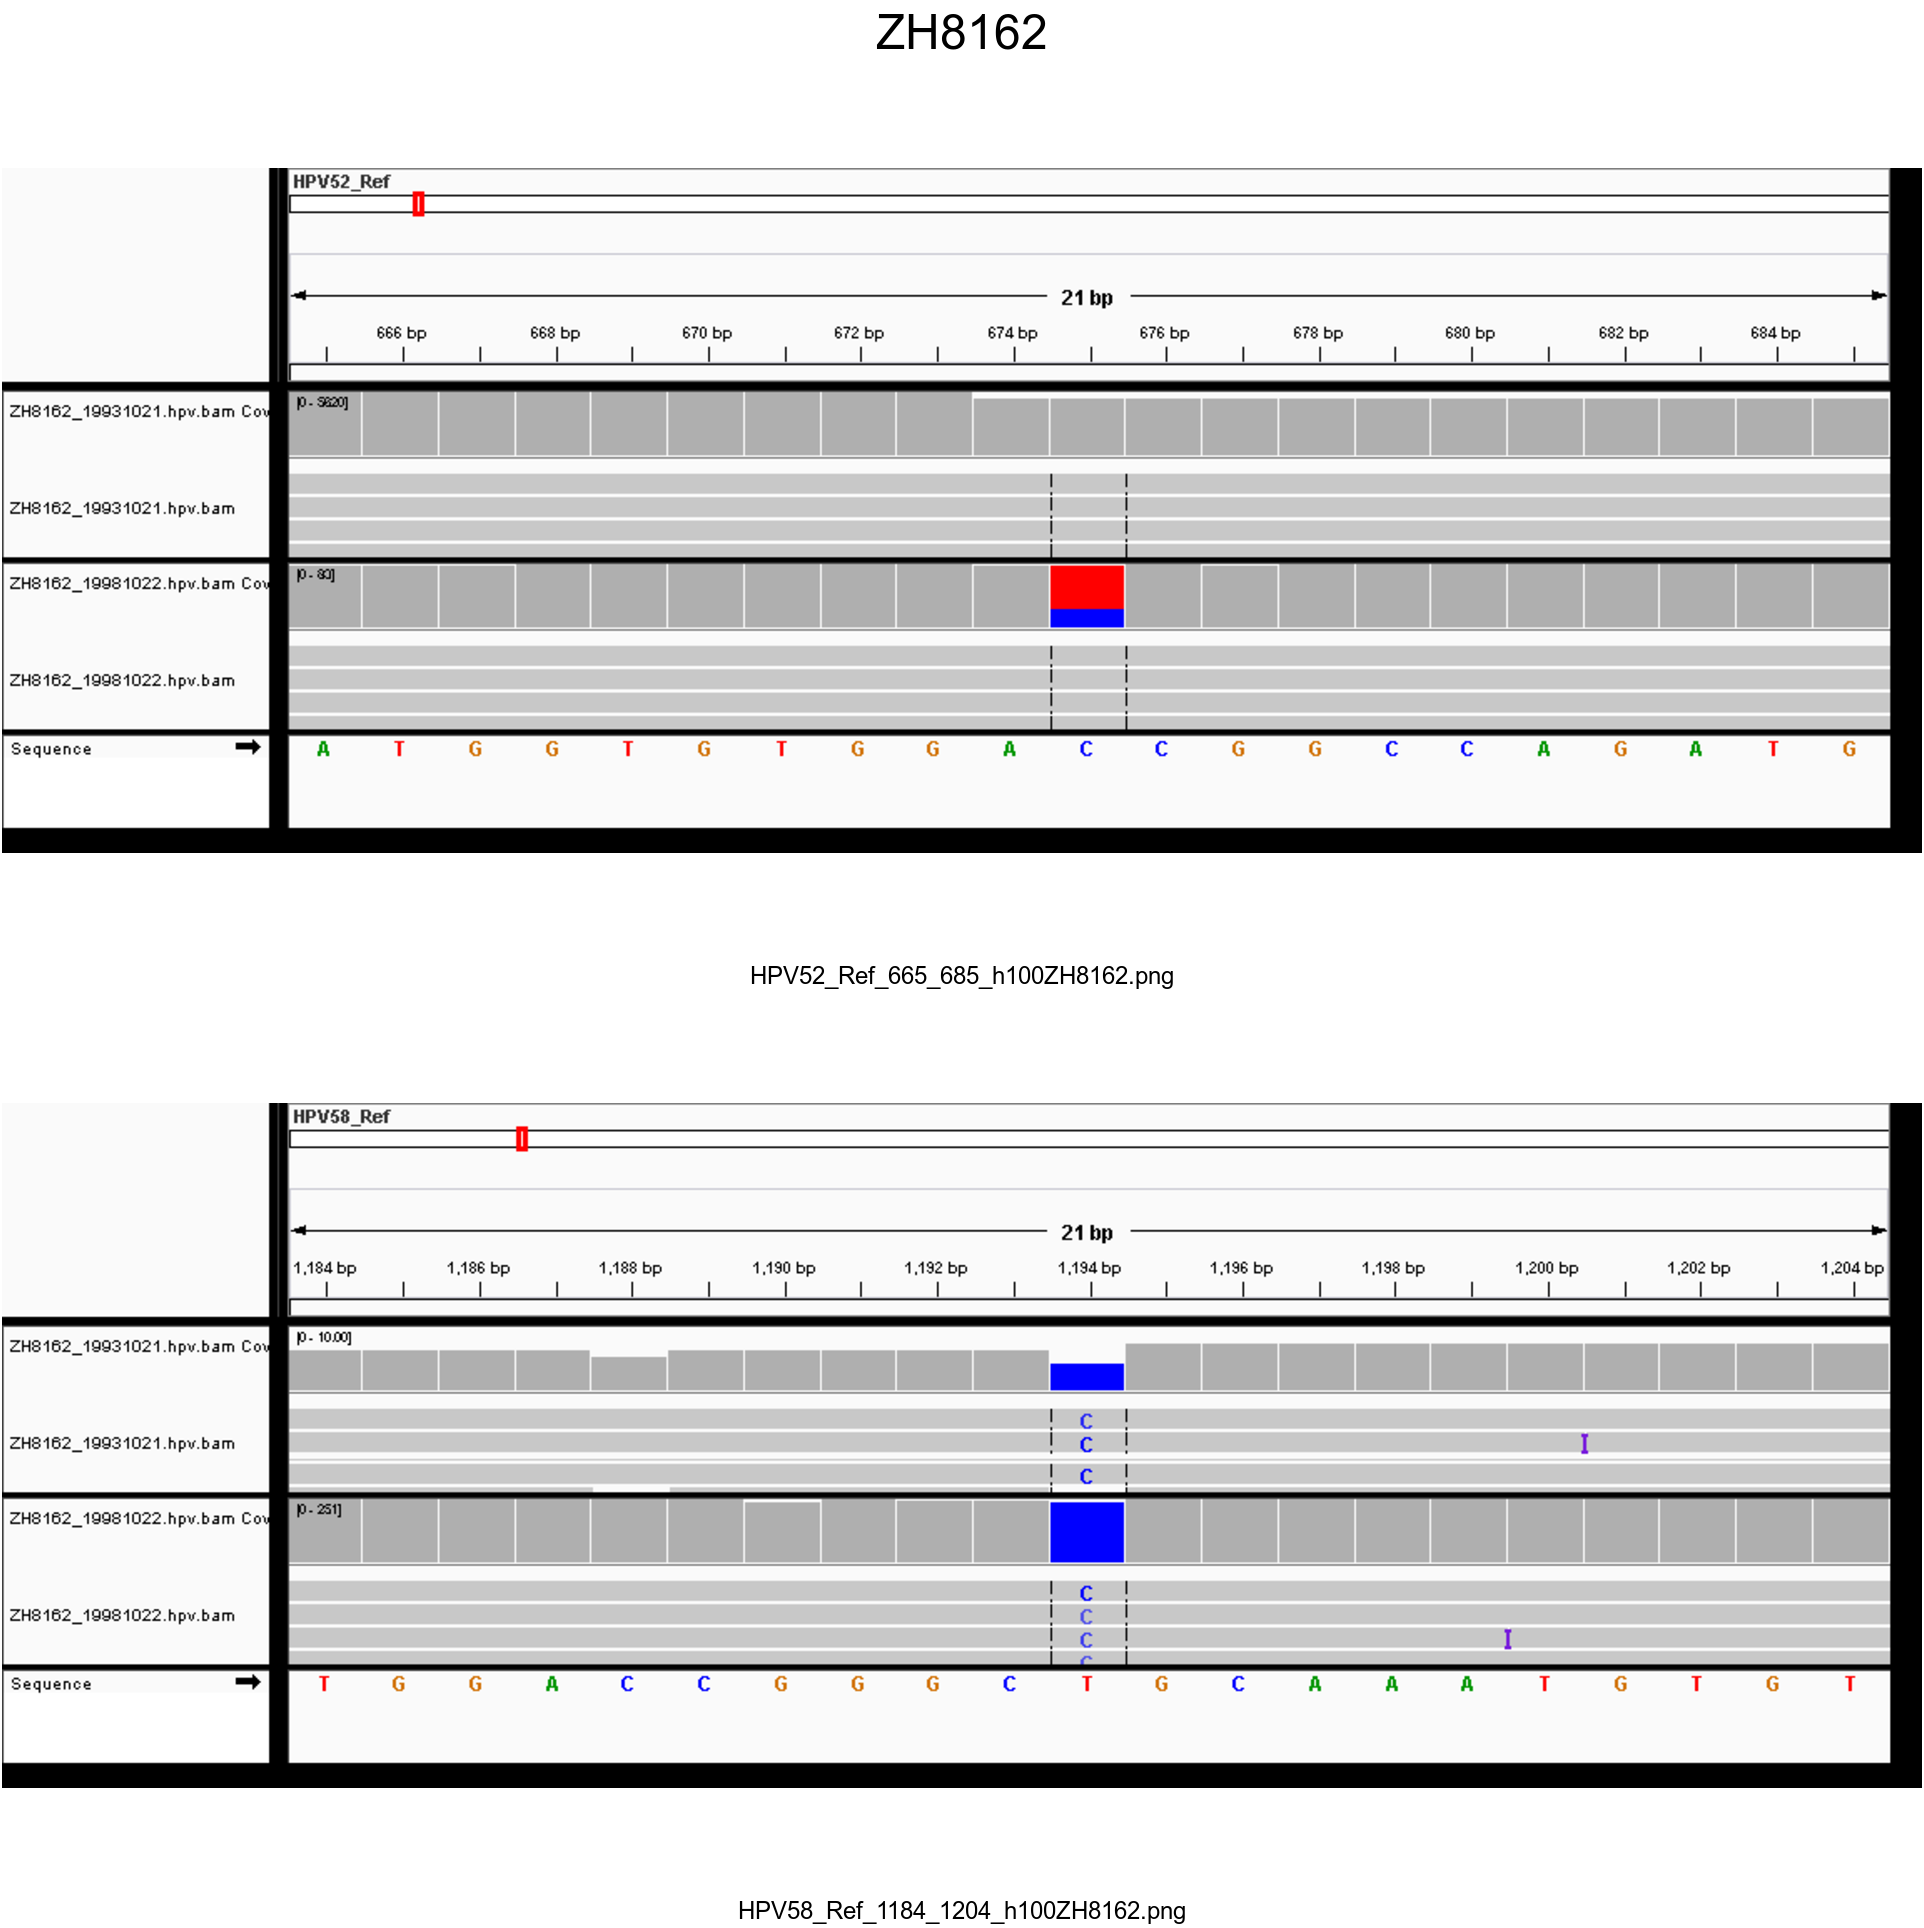 ZH8162
HPV52_Ref
21 bp
666 bp 668 bp 670 bp 672 bp 674 bp 676 bp 678 bp 680 bp 682 bp 684 bp
ZH8162_19931021.hpv.bam Cov
[0 - 5620]
ZH8162_19931021.hpv.bam
ZH8162_19981022.hpv.bam Cov
[0 - 80]
ZH8162_19981022.hpv.bam
Sequence A T G G T G T G G A C C G G C C A G A T G
HPV52_Ref_665_685_h100ZH8162.png
HPV58_Ref
21 bp
1,184 bp 1,186 bp 1,188 bp 1,190 bp 1,192 bp 1,194 bp 1,196 bp 1,198 bp 1,200 bp 1,202 bp 1,204 bp
ZH8162_19931021.hpv.bam Cov
[0 - 10.00]
C
ZH8162_19931021.hpv.bam C I
C
ZH8162_19981022.hpv.bam Cov
[0 - 251]
C
ZH8162_19981022.hpv.bam C
C I
C
Sequence T G G A C C G G G C T G C A A A T G T G T
HPV58_Ref_1184_1204_h100ZH8162.png